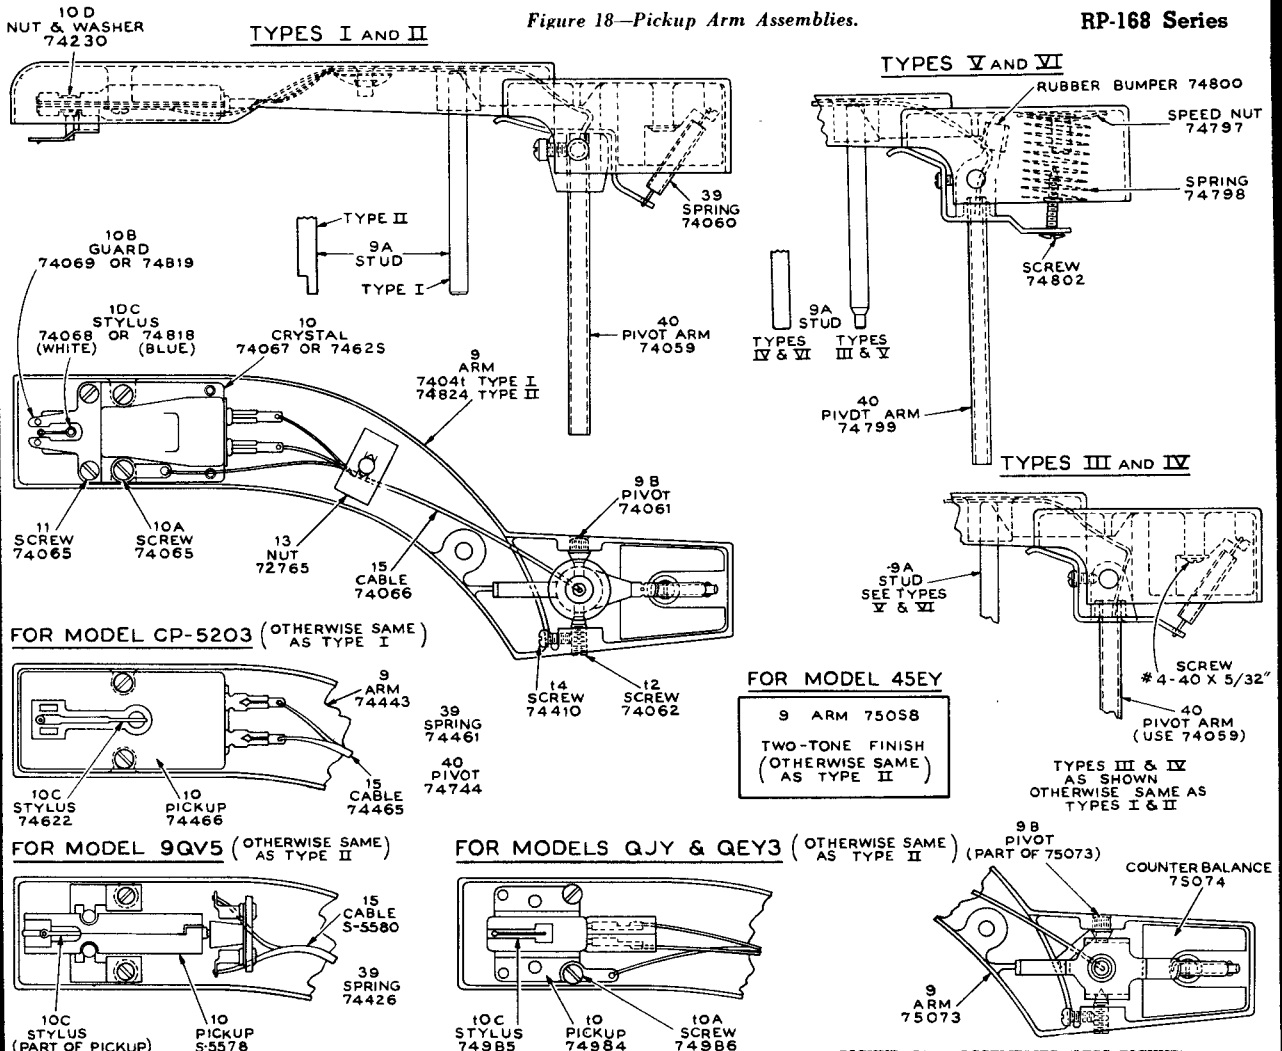 Figure 18—Pickup Arm Assemblies.
RP-168 Series
10 D
NUT & WASHER
74230
TYPES I AND II
TYPES V AND VI
RUBBER BUMPER 74800
SPEED NUT
74797
SPRING
74798
SCREW
74802
39
SPRING
74060
TYPE II
9A
STUD
TYPE I
10B
GUARD
74069 OR 74819
10C
STYLUS
74068 OR 74818
(WHITE) (BLUE)
10
CRYSTAL
74067 OR 74625
9
ARM
74041 TYPE I
74824 TYPE II
40
PIVOT ARM
74059
9A
STUD
TYPES
IV & VI
TYPES
III & V
40
PIVOT ARM
74799
TYPES III AND IV
9B
PIVOT
74061
11
SCREW
74065
10A
SCREW
74065
13
NUT
72765
15
CABLE
74066
9A
STUD
SEE TYPES
V & VI
SCREW
#4-40 X 5/32"
40
PIVOT ARM
(USE 74059)
TYPES III & IV
AS SHOWN
OTHERWISE SAME AS
TYPES I & II
FOR MODEL CP-5203 (OTHERWISE SAME
AS TYPE I)
9
ARM
74443
39
SPRING
74461
40
PIVOT
74744
14
SCREW
74410
12
SCREW
74062
FOR MODEL 45EY
9 ARM 75058
TWO-TONE FINISH
(OTHERWISE SAME
AS TYPE II)
10C
STYLUS
74622
10
PICKUP
74466
15
CABLE
74465
FOR MODEL 9QV5 (OTHERWISE SAME
AS TYPE II)
FOR MODELS QJY & QEY3 (OTHERWISE SAME
AS TYPE II)
9B
PIVOT
(PART OF 75073)
COUNTERBALANCE
75074
15
CABLE
S-5580
39
SPRING
74426
9
ARM
75073
10C
STYLUS
(PART OF PICKUP)
10
PICKUP
S-5578
10C
STYLUS
74985
10
PICKUP
74984
10A
SCREW
74986